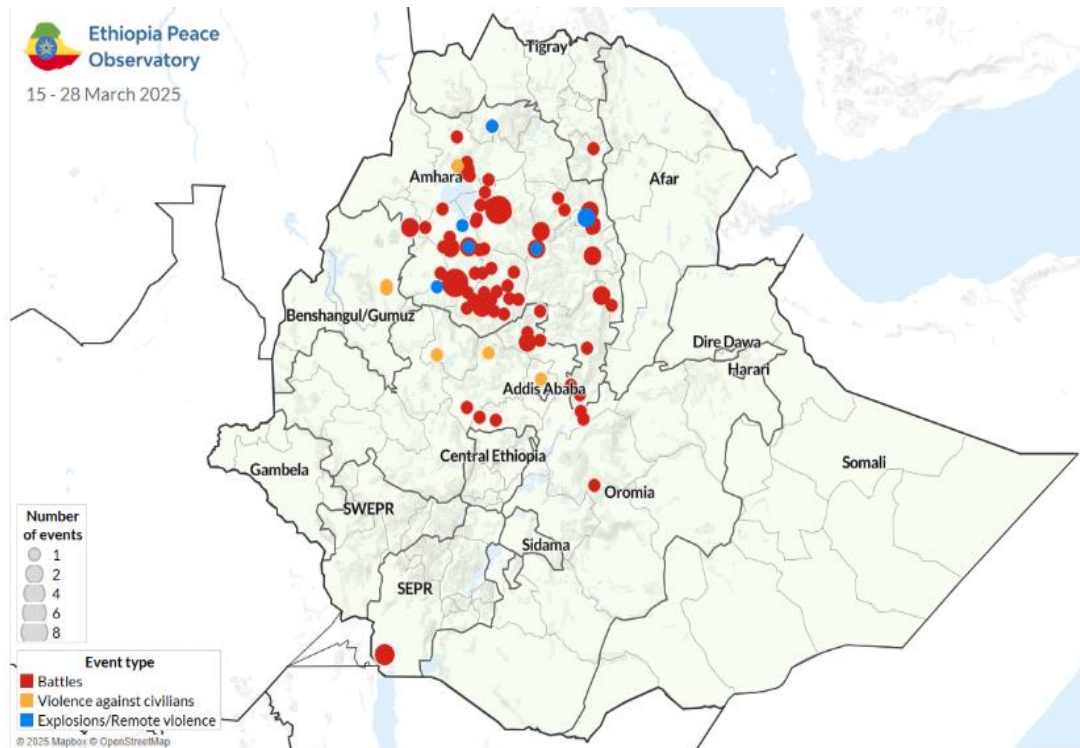 Ethiopia Peace
Observatory
15 - 28 March 2025
Tigray
Amhara
Afar
Benshangul/Gumuz
Dire Dawa
Harari
Addis Ababa
Central Ethiopia
Somali
Gambela
Oromia
SWEPR
Sidama
SEPR
Number
of events
1
2
4
6
8
Event type
Battles
Violence against civilians
Explosions/Remote violence
© 2025 Mapbox © OpenStreetMap